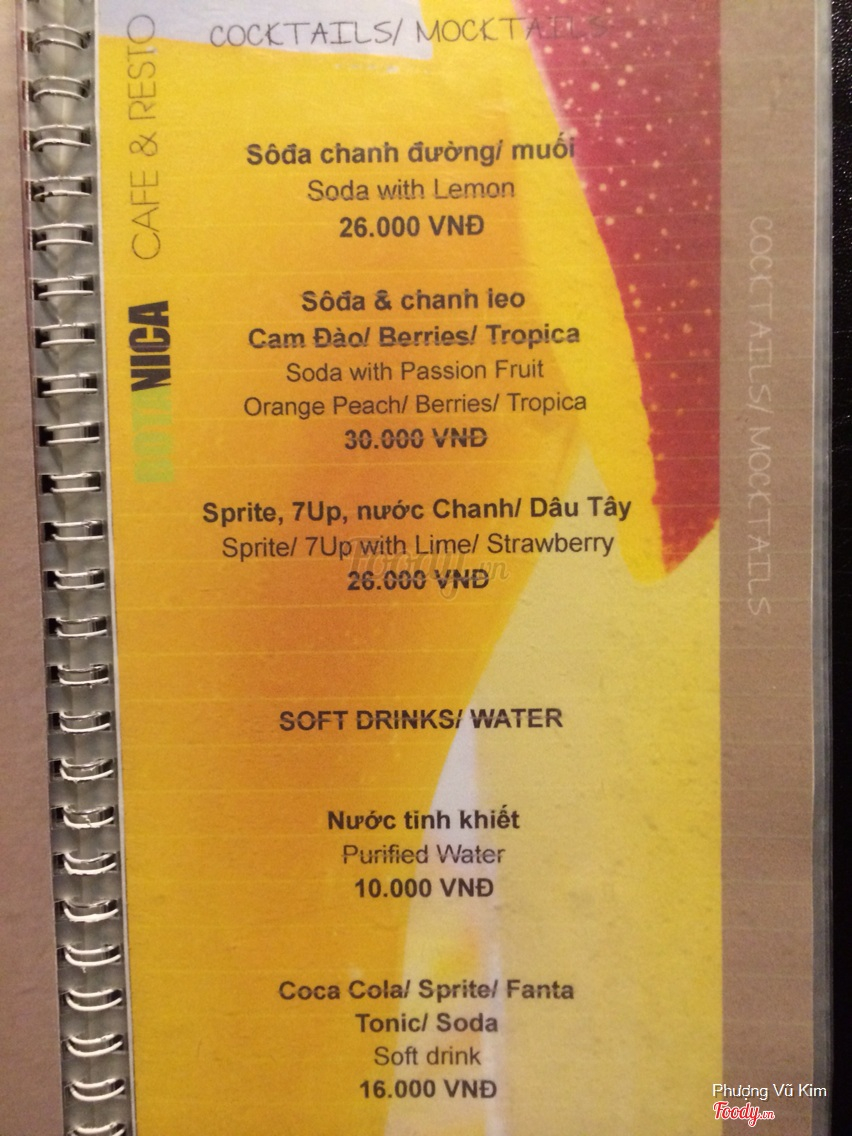 COCKTAILS/ MOCKTAILS
BOTANICA CAFE & RESTO
Sôđa chanh đường/ muối
Soda with Lemon
26.000 VNĐ
Sôđa & chanh leo
Cam Đào/ Berries/ Tropica
Soda with Passion Fruit
Orange Peach/ Berries/ Tropica
30.000 VNĐ
Sprite, 7Up, nước Chanh/ Dâu Tây
Sprite/ 7Up with Lime/ Strawberry
26.000 VNĐ
SOFT DRINKS/ WATER
Nước tinh khiết
Purified Water
10.000 VNĐ
Coca Cola/ Sprite/ Fanta
Tonic/ Soda
Soft drink
16.000 VNĐ
COCKTAILS/ MOCKTAILS
Foody.vn
Phượng Vũ Kim
Foody.vn